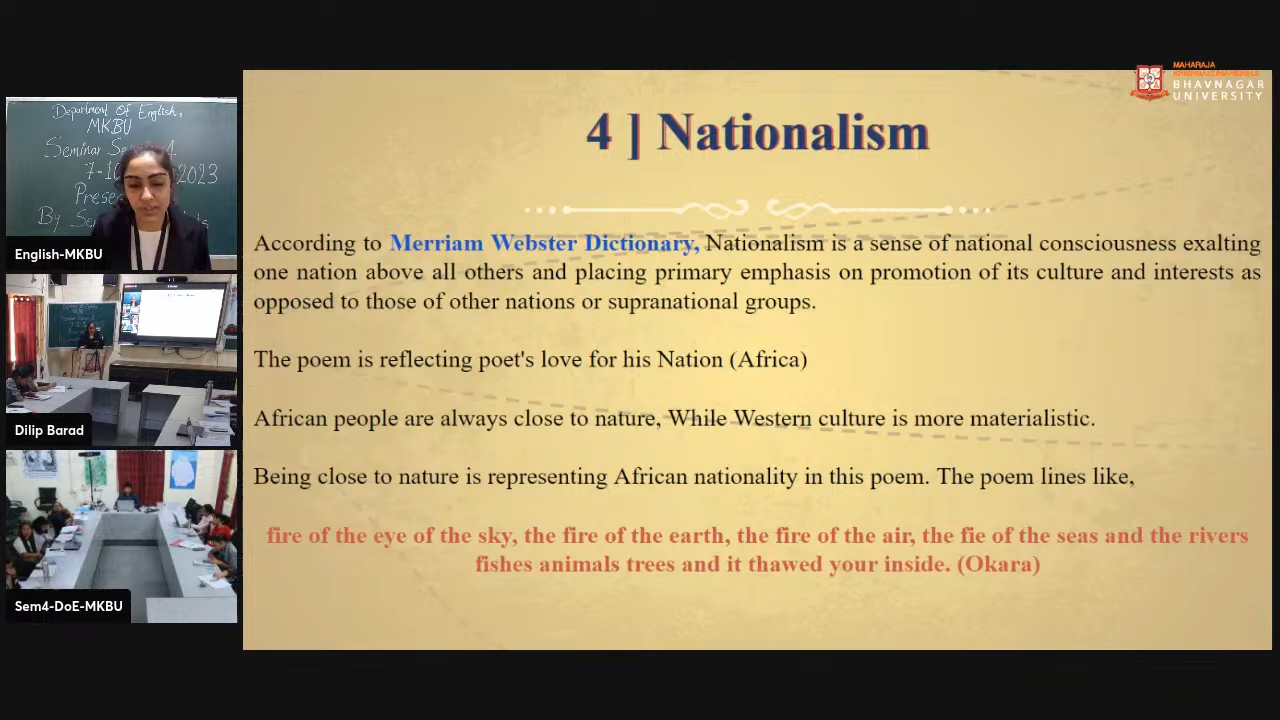 MAHARAJA
KRISHNAKUMARSINHJI
BHAVNAGAR
UNIVERSITY
Department Of English,
MKBU
2023
By
English-MKBU
Dilip Barad
Sem4-DoE-MKBU
4 ] Nationalism
According to Merriam Webster Dictionary, Nationalism is a sense of national consciousness exalting
one nation above all others and placing primary emphasis on promotion of its culture and interests as
opposed to those of other nations or supranational groups.
The poem is reflecting poet's love for his Nation (Africa)
African people are always close to nature, While Western culture is more materialistic.
Being close to nature is representing African nationality in this poem. The poem lines like,
fire of the eye of the sky, the fire of the earth, the fire of the air, the fie of the seas and the rivers
fishes animals trees and it thawed your inside. (Okara)